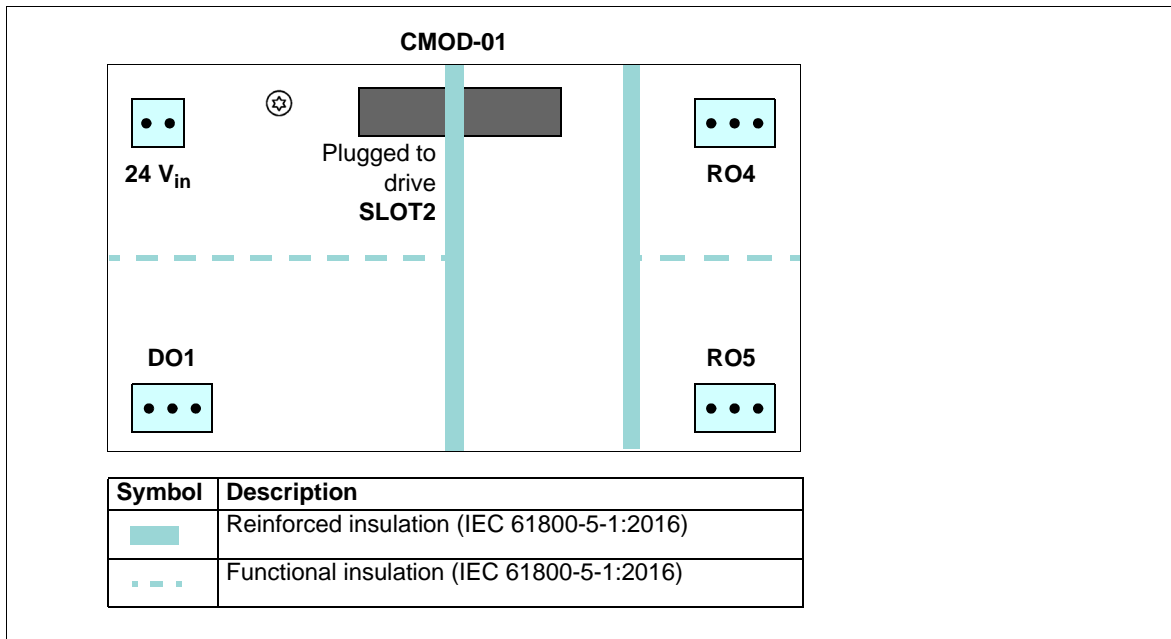 CMOD-01
24 Vin
Plugged to
drive
SLOT2
RO4
DO1
RO5
Symbol Description
Reinforced insulation (IEC 61800-5-1:2016)
Functional insulation (IEC 61800-5-1:2016)